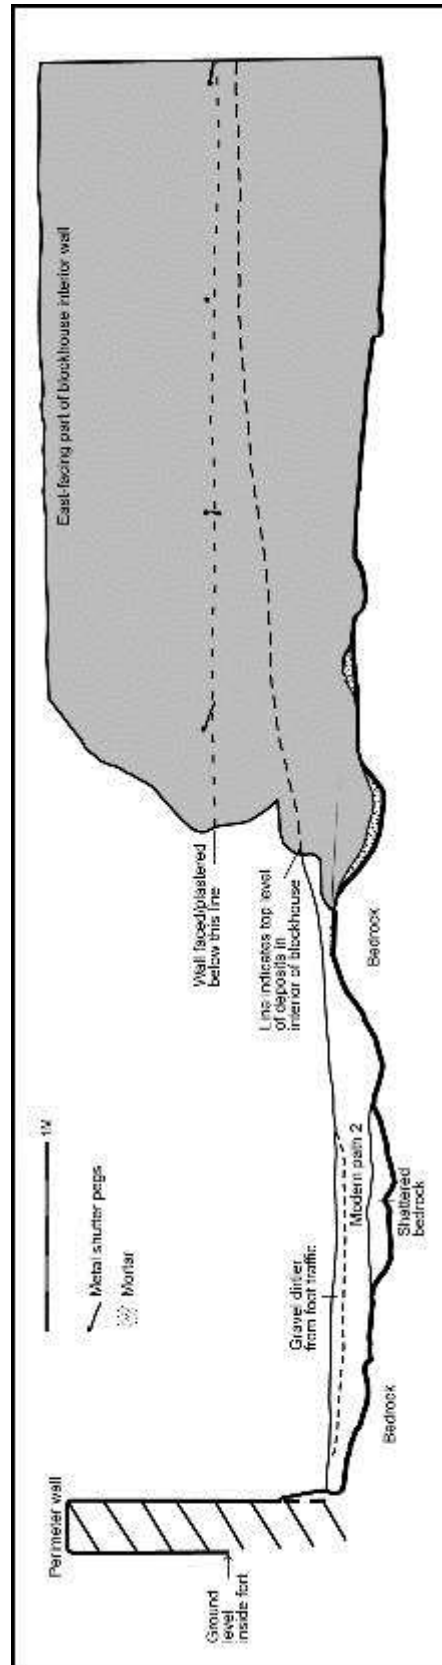 East-facing part of blockhouse interior wall
Wall faced/plastered
below this line
Line indicates top level
of deposits in
interior of blockhouse
Bedrock
1M
Metal shutter pegs
Mortar
Modern path 2
Shattered
bedrock
Gravel dirtier
from foot traffic
Bedrock
Perimeter wall
Ground
level
inside fort